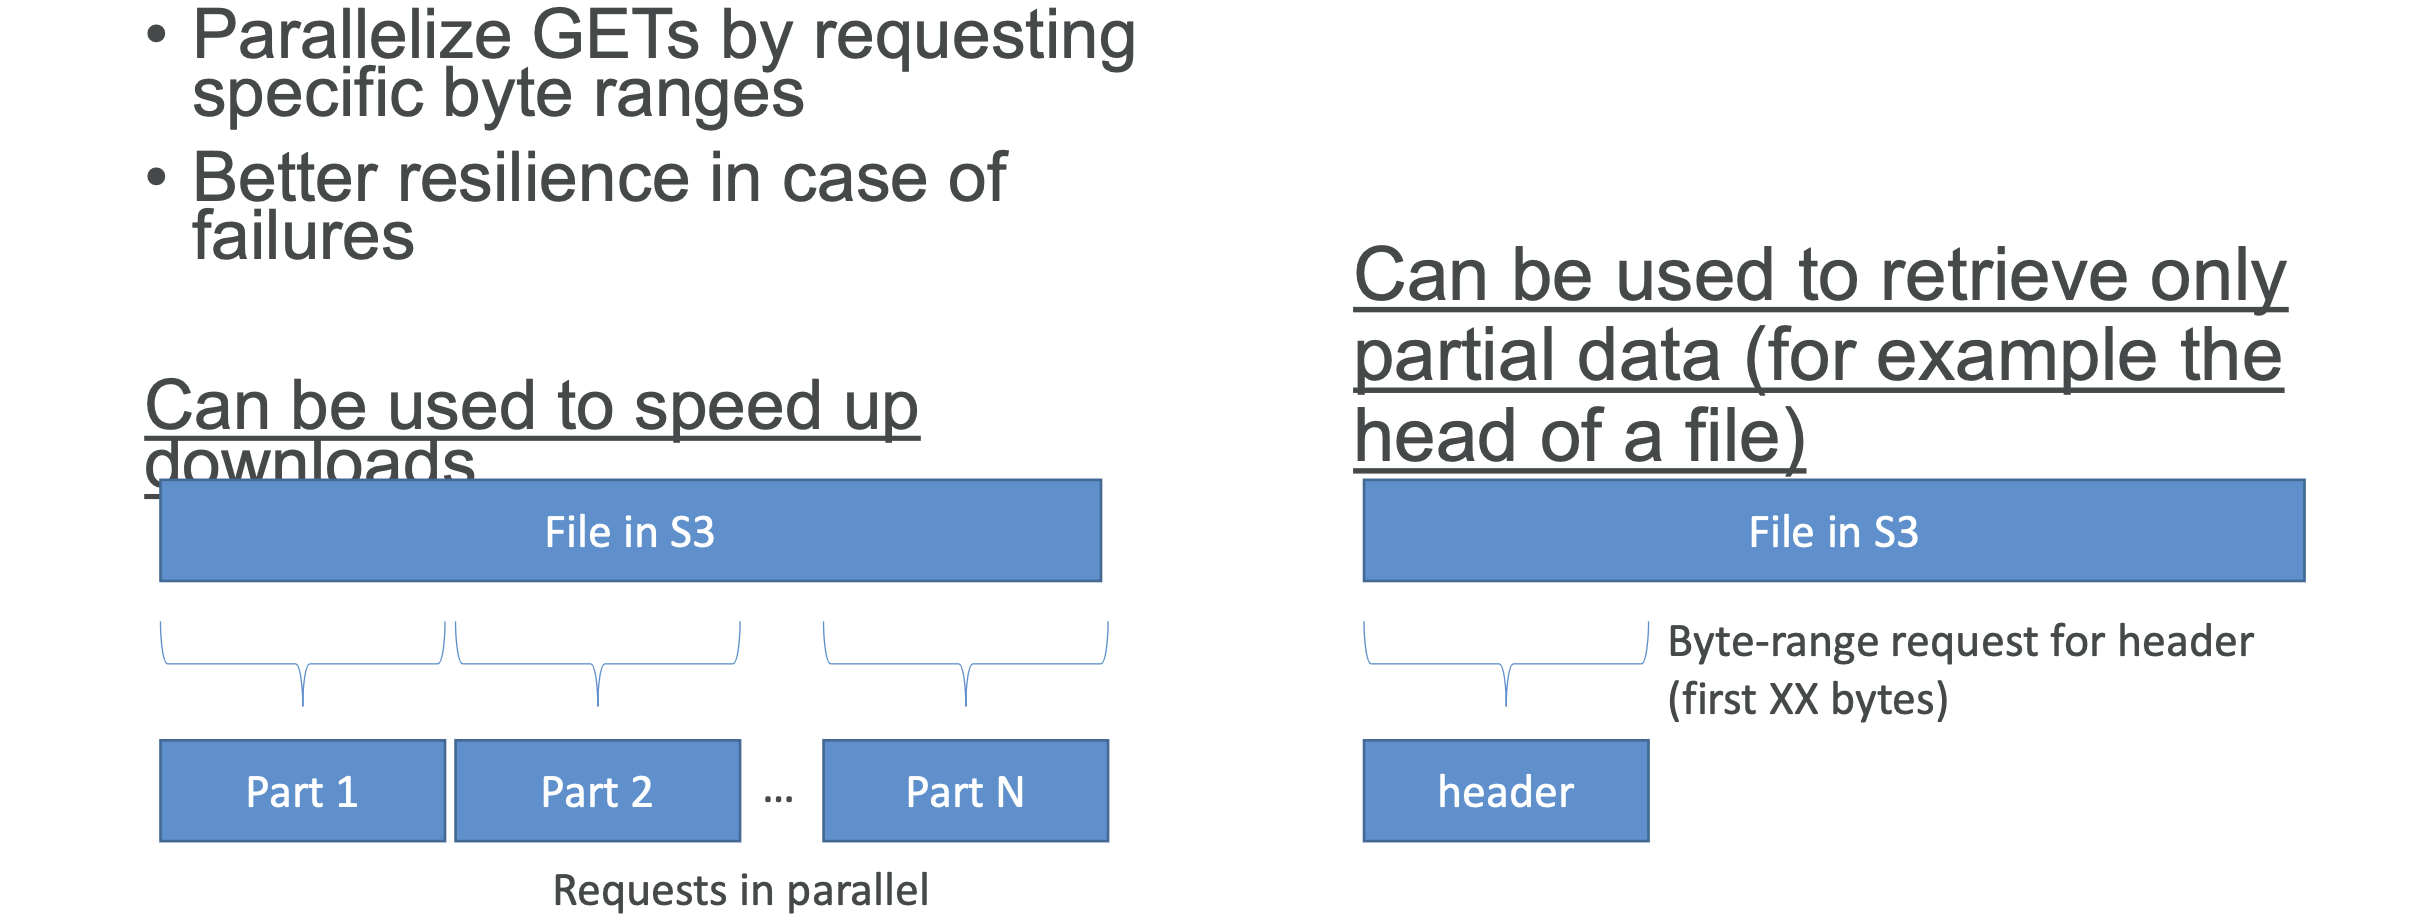 • Parallelize GETs by requesting
specific byte ranges
• Better resilience in case of
failures
Can be used to speed up
downloads
File in S3
Part 1
Part 2
...
Part N
Requests in parallel
Can be used to retrieve only
partial data (for example the
head of a file)
File in S3
Byte-range request for header
(first XX bytes)
header